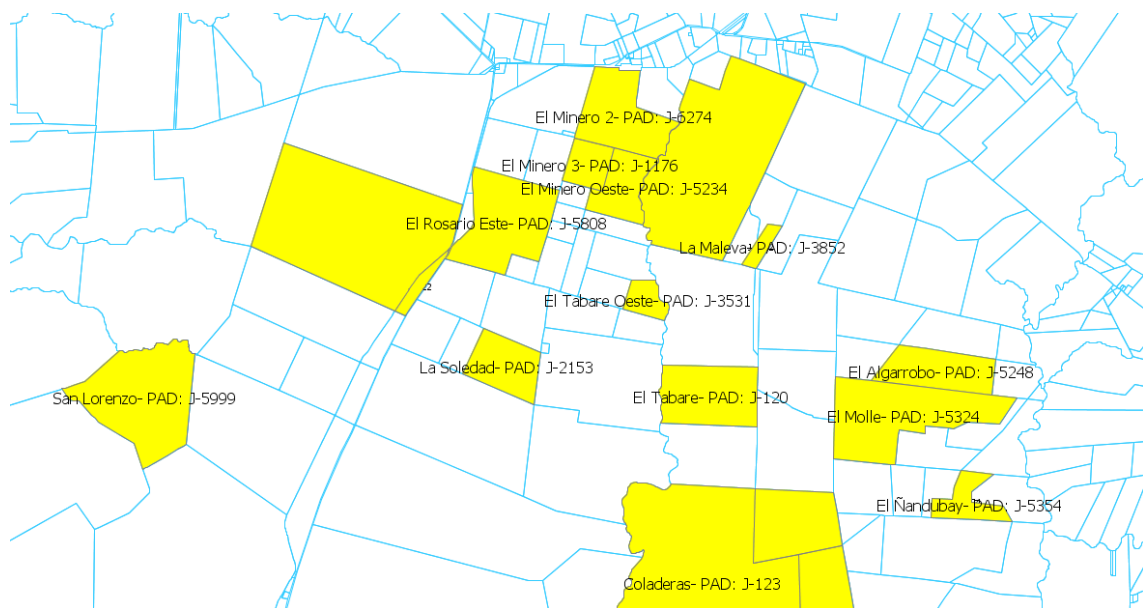 El Minero 2- PAD: J-6274
El Minero 3- PAD: J-1176
El Minero Oeste- PAD: J-5234
El Rosario Este- PAD: J-5808
La Maleva- PAD: J-3852
El Tabare Oeste- PAD: J-3531
La Soledad- PAD: J-2153
El Algarrobo- PAD: J-5248
San Lorenzo- PAD: J-5999
El Tabare- PAD: J-120
El Molle- PAD: J-5324
El Ñandubay- PAD: J-5354
Coladeras- PAD: J-123